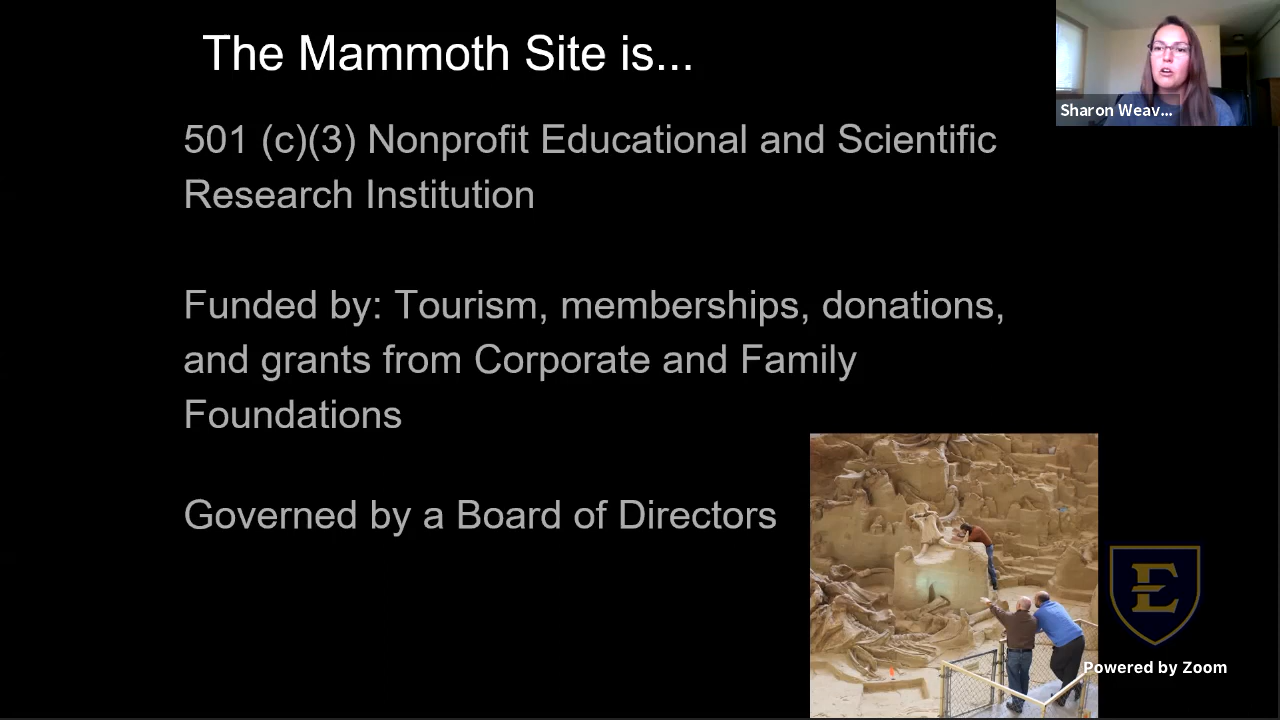 The Mammoth Site is...
Sharon Weav...
501 (c)(3) Nonprofit Educational and Scientific
Research Institution
Funded by: Tourism, memberships, donations,
and grants from Corporate and Family
Foundations
Governed by a Board of Directors
E
Powered by Zoom